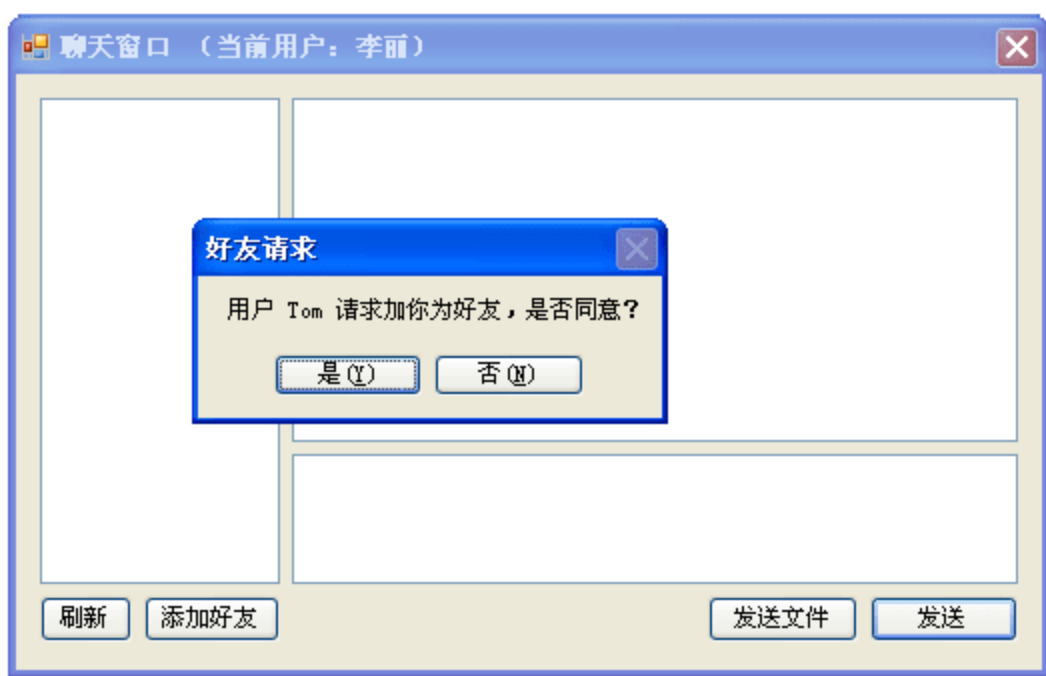 聊天窗口 （当前用户：李丽）
好友请求
用户 Tom 请求加你为好友，是否同意？
是(Y) 否(N)
刷新 添加好友 发送文件 发送